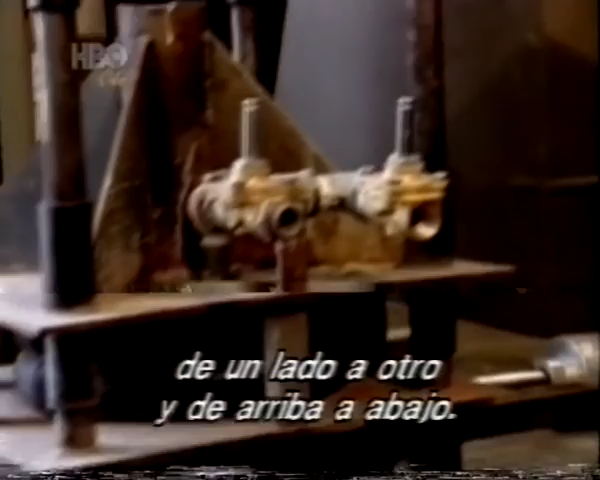 HBO
de un lado a otro
y de arriba a abajo.